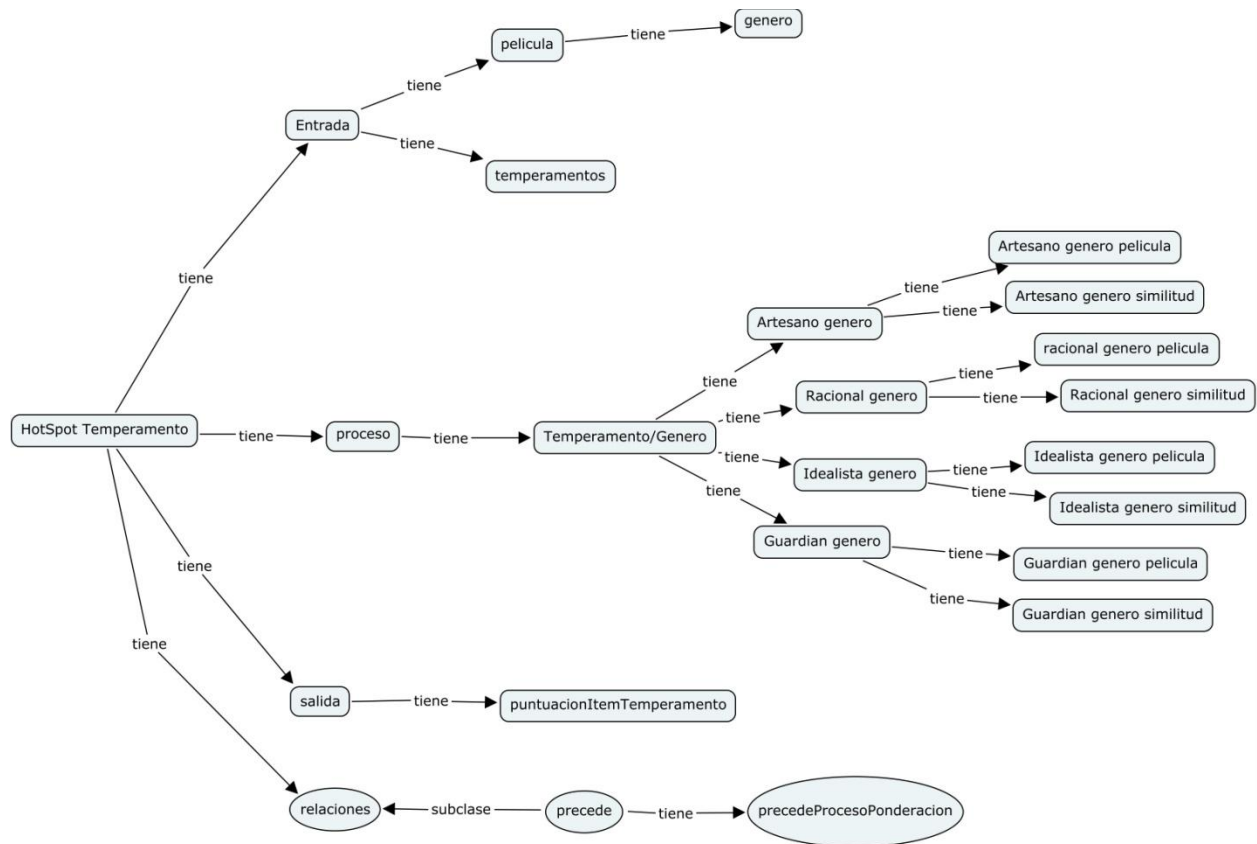 genero
tiene
pelicula
tiene
Entrada
tiene
temperamentos
Artesano genero pelicula
tiene
tiene
Artesano genero similitud
tiene
Artesano genero
racional genero pelicula
tiene
tiene
Racional genero
tiene
Racional genero similitud
tiene
HotSpot Temperamento
tiene
proceso
tiene
Temperamento/Genero
tiene
Idealista genero pelicula
tiene
Idealista genero
tiene
tiene
Idealista genero similitud
Guardian genero
tiene
Guardian genero pelicula
tiene
tiene
Guardian genero similitud
tiene
salida
tiene
puntuacionItemTemperamento
relaciones
subclase
precede
tiene
precedeProcesoPonderacion